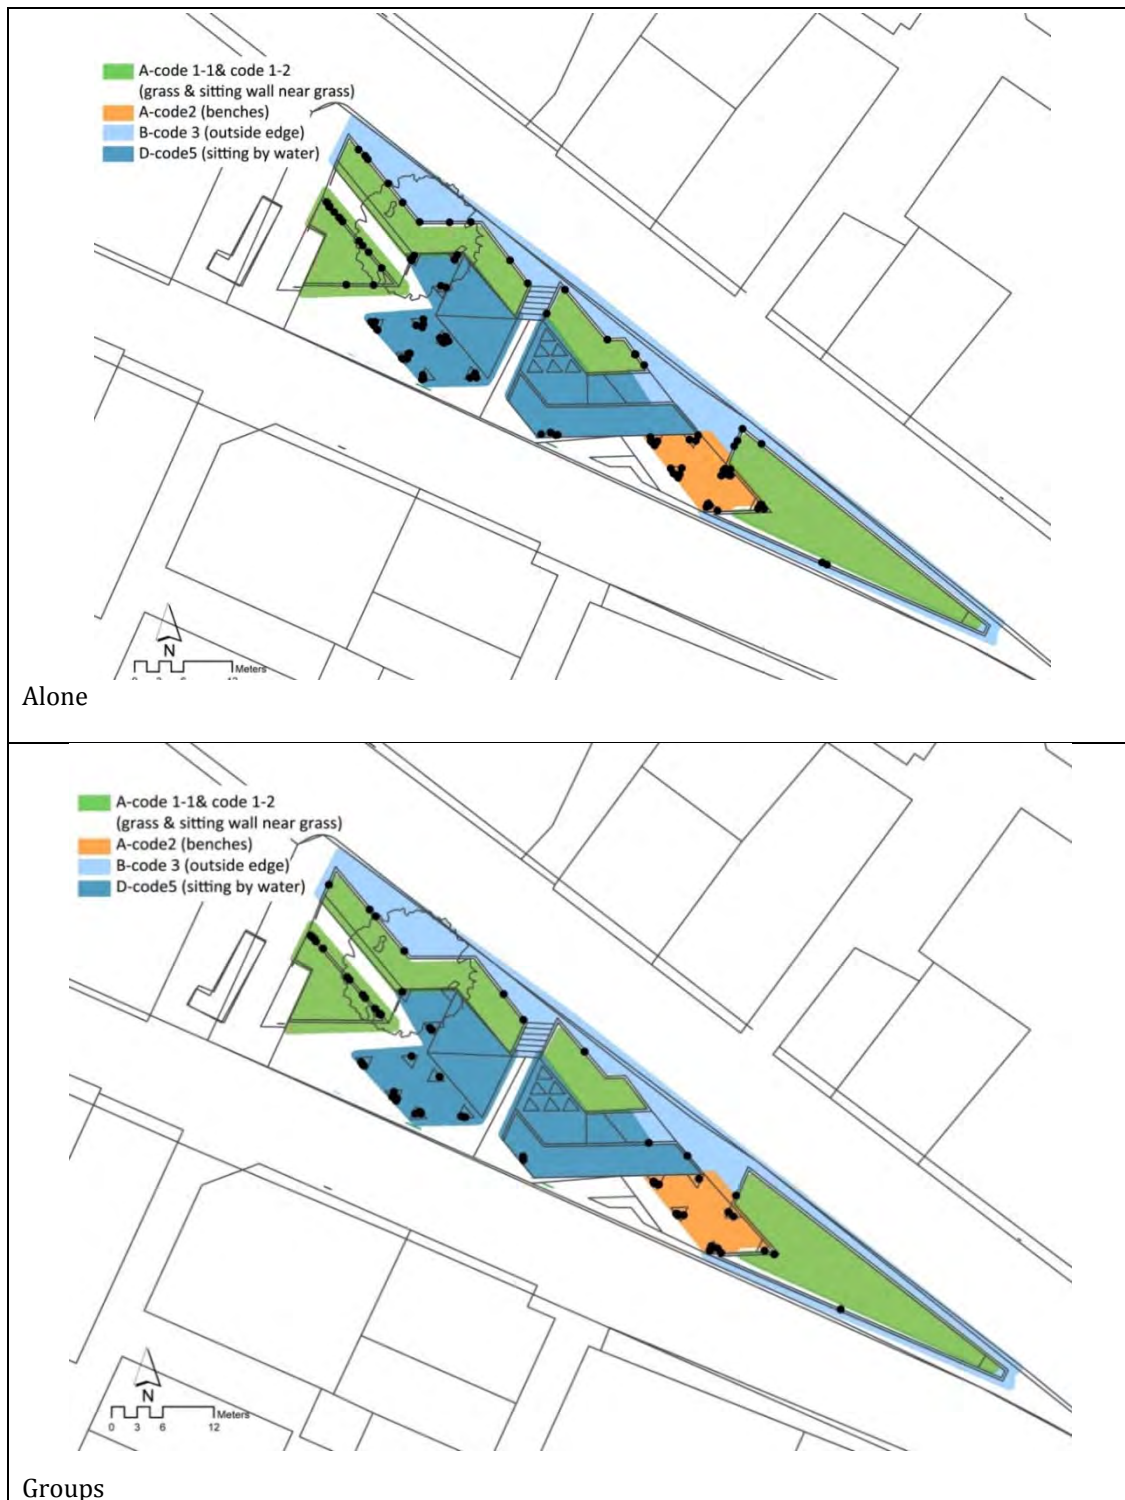 A-code 1-1& code 1-2
(grass & sitting wall near grass)
A-code2 (benches)
B-code 3 (outside edge)
D-code5 (sitting by water)
N
Meters
Alone
A-code 1-1& code 1-2
(grass & sitting wall near grass)
A-code2 (benches)
B-code 3 (outside edge)
D-code5 (sitting by water)
N
Meters
0 3 6 12
Groups